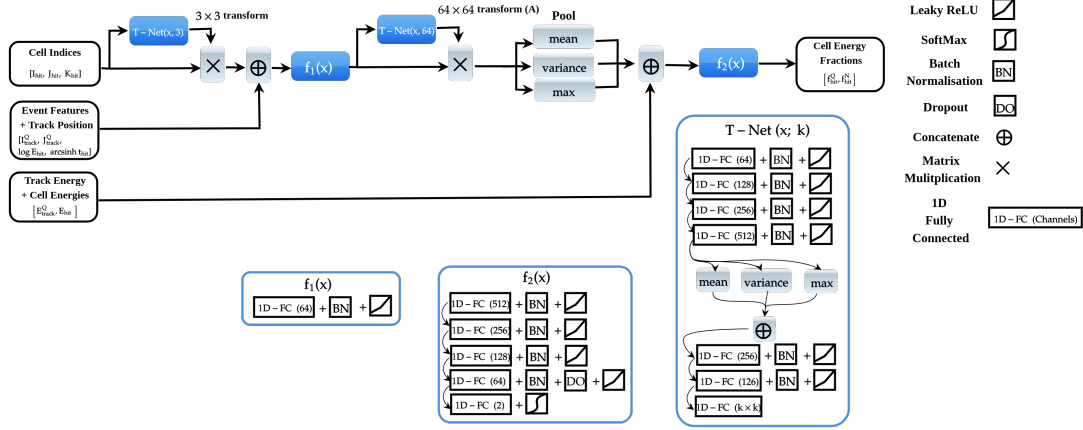 3 × 3 transform
64 × 64 transform (A)
Pool
T – Net(x, 3)
T – Net(x, 64)
Cell Indices
[I_hit, J_hit, K_hit]
×
⊕
f₁(x)
×
mean
variance
max
⊕
f₂(x)
Cell Energy
Fractions
[f^Q_hit, f^N_hit]
Event Features
+ Track Position
log E_hit, arcsinh t_hit]
Track Energy
+ Cell Energies
[E^Q_track, E_hit]
f₁(x)
1D – FC (64) + BN +
f₂(x)
1D – FC (512) + BN +
1D – FC (256) + BN +
1D – FC (128) + BN +
1D – FC (64) + BN + DO +
1D – FC (2) +
T – Net (x; k)
1D – FC (64) + BN +
1D – FC (128) + BN +
1D – FC (256) + BN +
1D – FC (512) + BN +
mean
variance
max
⊕
1D – FC (256) + BN +
1D – FC (126) + BN +
1D – FC (k × k)
Leaky ReLU
SoftMax
Batch
Normalisation
BN
Dropout
DO
Concatenate
⊕
Matrix
Mulitplication
×
1D
Fully
Connected
1D – FC (Channels)